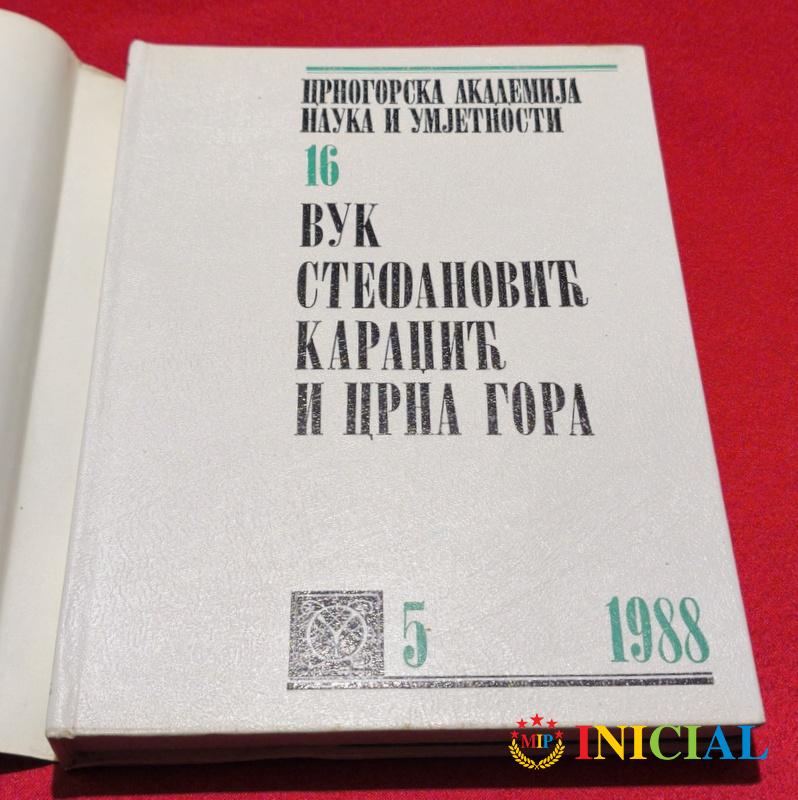 ЦРНОГОРСКА АКАДЕМИЈА
НАУКА И УМЈЕТНОСТИ
16
ВУК
СТЕФАНОВИЋ
КАРАЏИЋ
И ЦРНА ГОРА
5 1988
MIP INICIAL